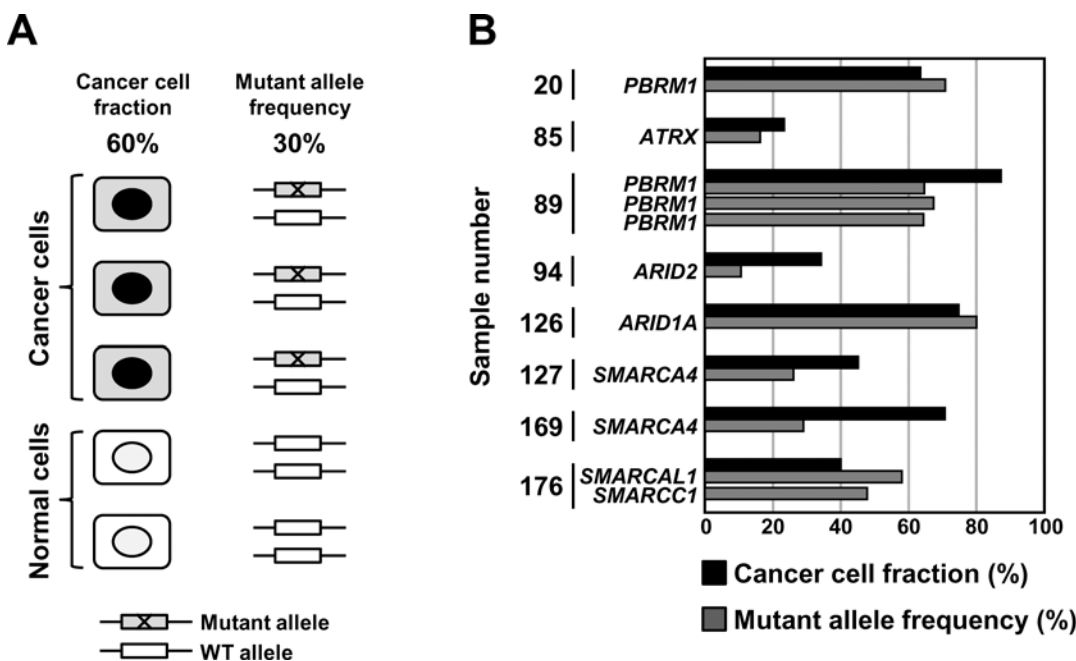 A
Cancer cell
fraction
60%
Mutant allele
frequency
30%
Cancer cells
Normal cells
Mutant allele
WT allele
B
Sample number
20 PBRM1
85 ATRX
89 PBRM1
PBRM1
PBRM1
94 ARID2
126 ARID1A
127 SMARCA4
169 SMARCA4
176 SMARCAL1
SMARCC1
0 20 40 60 80 100
Cancer cell fraction (%)
Mutant allele frequency (%)